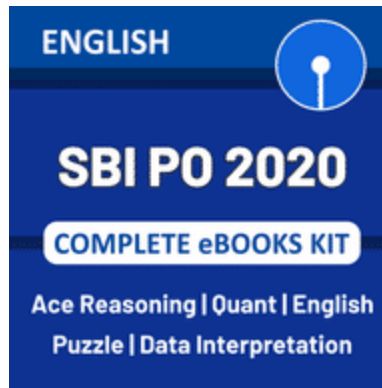 ENGLISH
SBI PO 2020
COMPLETE eBOOKS KIT
Ace Reasoning | Quant | English
Puzzle | Data Interpretation